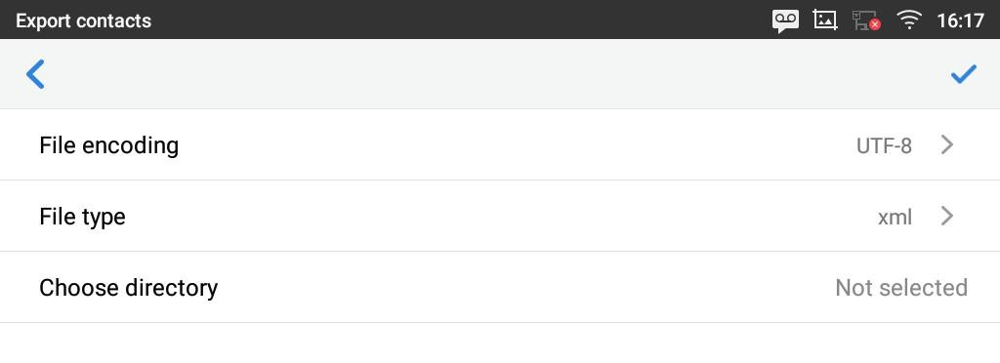 Export contacts 16:17
File encoding UTF-8
File type xml
Choose directory Not selected